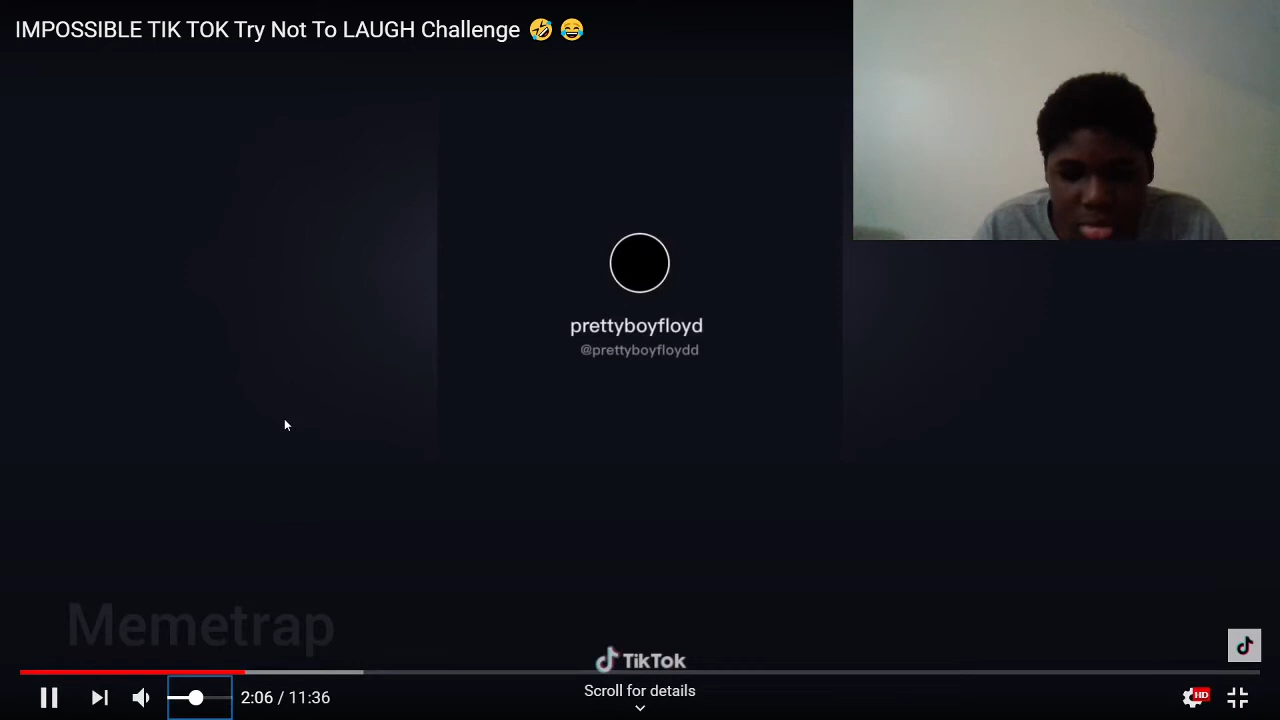 IMPOSSIBLE TIK TOK Try Not To LAUGH Challenge 🤣 😂
prettyboyfloyd
@prettyboyfloydd
Memetrap
TikTok
2:06 / 11:36
Scroll for details
HD